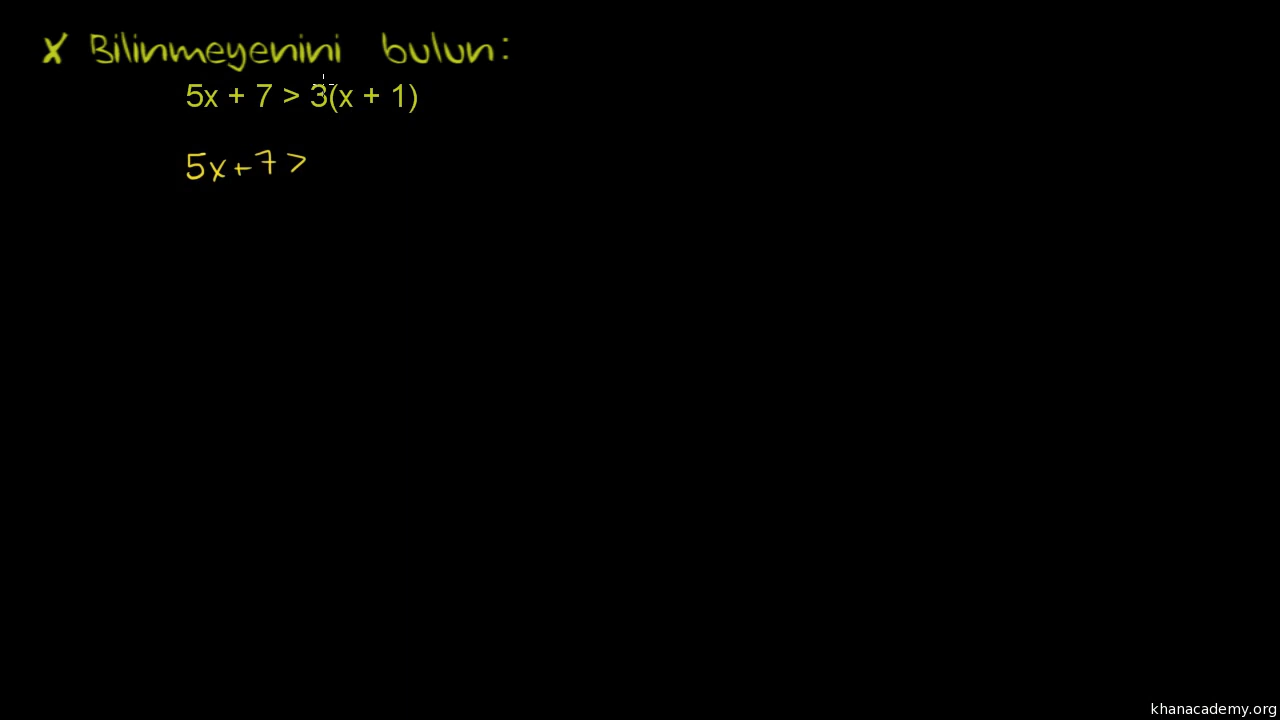 x Bilinmeyenini bulun:
5x + 7 > 3(x + 1)
5x+7>
khanacademy.org